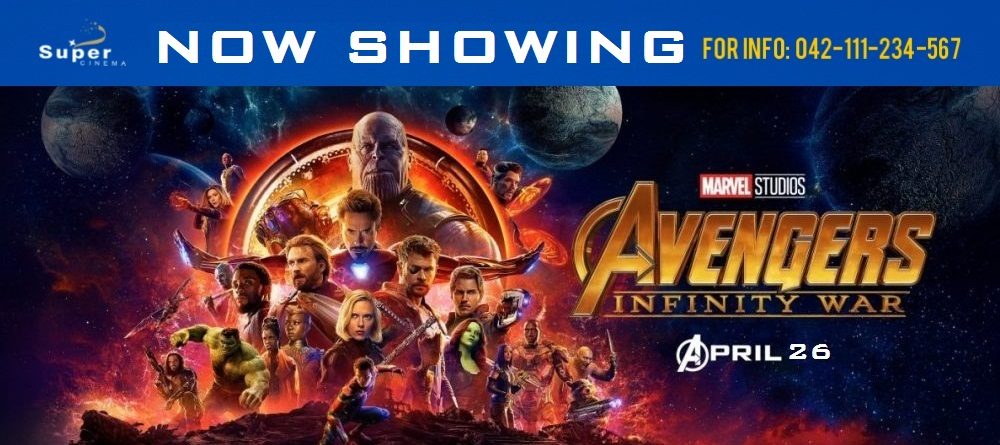 Super
CINEMA
NOW SHOWING
FOR INFO: 042-111-234-567
MARVEL STUDIOS
AVENGERS
INFINITY WAR
APRIL 26